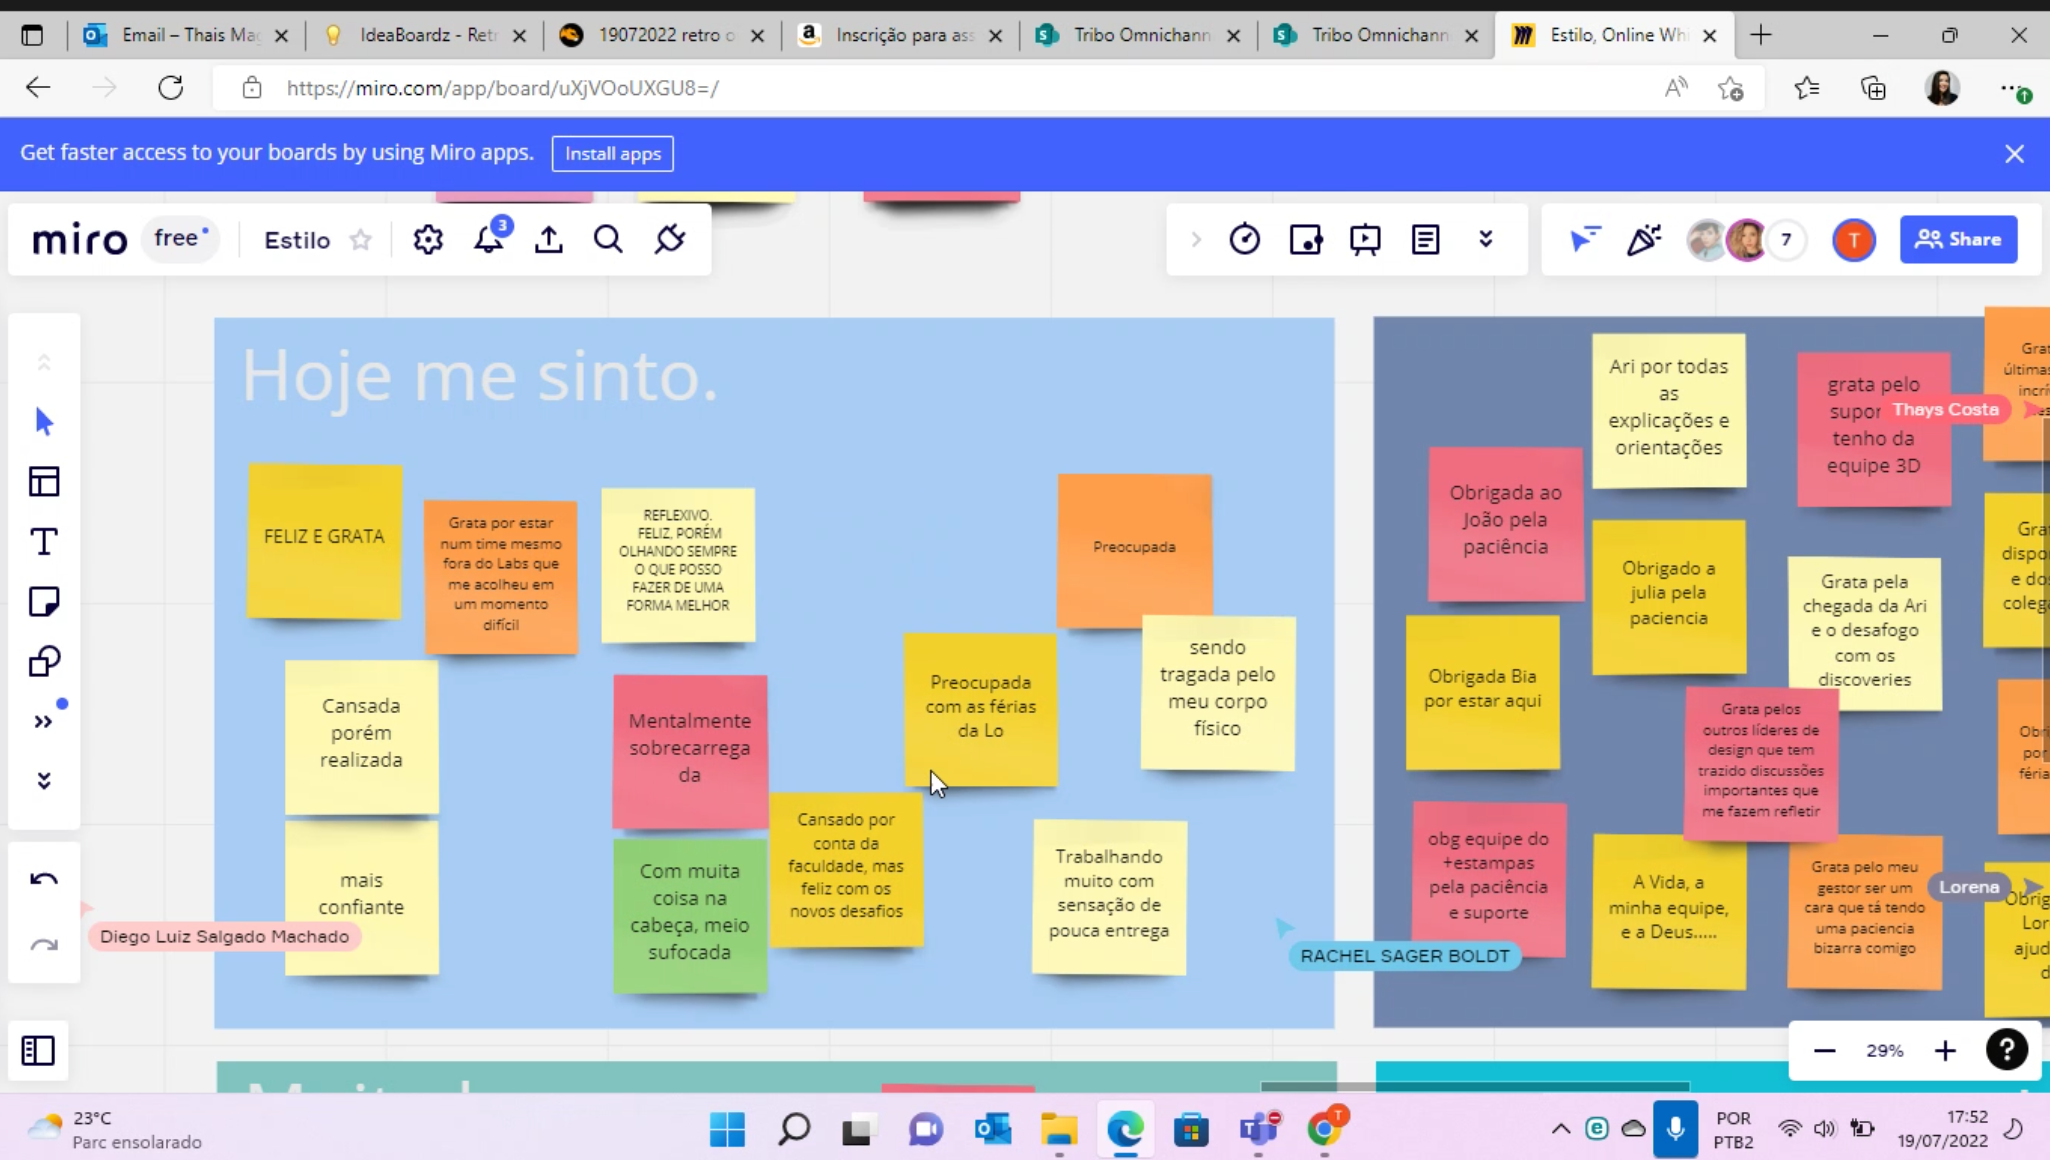 Email – Thais Mag
IdeaBoardz - Retr
19072022 retro o
Inscrição para ass
Tribo Omnichann
Tribo Omnichann
Estilo, Online Whi
https://miro.com/app/board/uXjVOoUXGU8=/
Get faster access to your boards by using Miro apps.
Install apps
miro
free
Estilo
3
7
T
Share
Hoje me sinto.
FELIZ E GRATA
Grata por estar
num time mesmo
fora do Labs que
me acolheu em
um momento
difícil
REFLEXIVO.
FELIZ, PORÉM
OLHANDO SEMPRE
O QUE POSSO
FAZER DE UMA
FORMA MELHOR
Preocupada
Cansada
porém
realizada
Mentalmente
sobrecarrega
da
Preocupada
com as férias
da Lo
sendo
tragada pelo
meu corpo
físico
mais
confiante
Diego Luiz Salgado Machado
Com muita
coisa na
cabeça, meio
sufocada
Cansado por
conta da
faculdade, mas
feliz com os
novos desafios
Trabalhando
muito com
sensação de
pouca entrega
RACHEL SAGER BOLDT
Ari por todas
as
explicações e
orientações
grata pelo
supor
tenho da
equipe 3D
Thays Costa
Obrigada ao
João pela
paciência
Obrigado a
julia pela
paciencia
Grata pela
chegada da Ari
e o desafogo
com os
discoveries
Obrigada Bia
por estar aqui
Grata pelos
outros líderes de
design que tem
trazido discussões
importantes que
me fazem refletir
obg equipe do
+estampas
pela paciência
e suporte
A Vida, a
minha equipe,
e a Deus.....
Grata pelo meu
gestor ser um
cara que tá tendo
uma paciencia
bizarra comigo
Lorena
29%
23°C
Parc ensolarado
POR
PTB2
17:52
19/07/2022